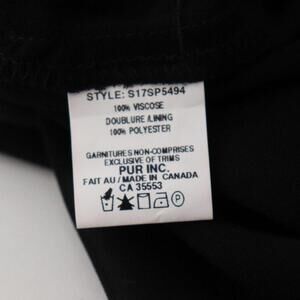 STYLE: S17SP5494
100% VISCOSE
DOUBLURE/LINING
100% POLYESTER
GARNITURES NON-COMPRISES
EXCLUSIVE OF TRIMS
PUR INC.
FAIT AU / MADE IN CANADA
CA 35553
P